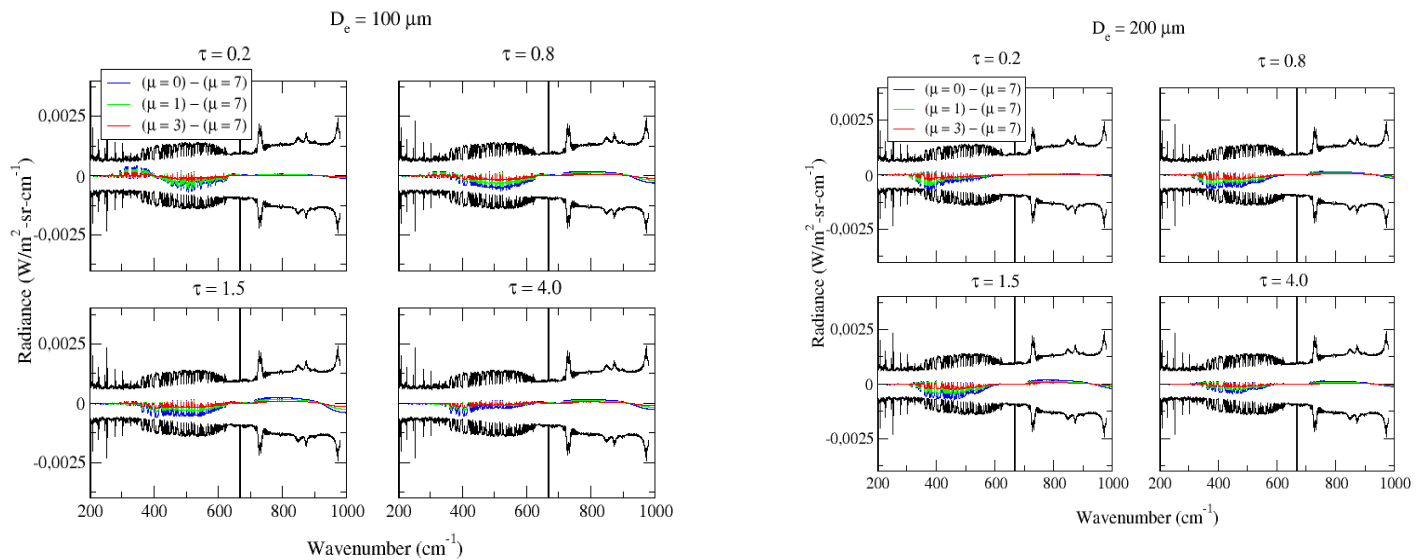 D_e = 100 μm
τ = 0.2
τ = 0.8
(μ = 0) − (μ = 7)
(μ = 1) − (μ = 7)
(μ = 3) − (μ = 7)
0,0025
0
-0,0025
τ = 1.5
τ = 4.0
0,0025
0
-0,0025
200 400 600 800 1000
200 400 600 800 1000
Radiance (W/m²-sr-cm⁻¹)
Wavenumber (cm⁻¹)
D_e = 200 μm
τ = 0.2
τ = 0.8
(μ = 0) − (μ = 7)
(μ = 1) − (μ = 7)
(μ = 3) − (μ = 7)
0,0025
0
-0,0025
τ = 1.5
τ = 4.0
0,0025
0
-0,0025
200 400 600 800 1000
200 400 600 800 1000
Radiance (W/m²-sr-cm⁻¹)
Wavenumber (cm⁻¹)